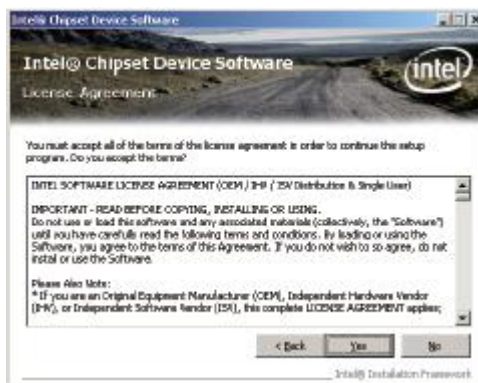 Intel® Chipset Device Software
Intel® Chipset Device Software
License Agreement
intel
You must accept all of the terms of the license agreement in order to continue the setup
program. Do you accept the terms?
INTEL SOFTWARE LICENSE AGREEMENT (OEM / IHV / ISV Distribution & Single User)
IMPORTANT - READ BEFORE COPYING, INSTALLING OR USING.
Do not use or load this software and any associated materials (collectively, the "Software")
until you have carefully read the following terms and conditions. By loading or using the
Software, you agree to the terms of this Agreement. If you do not wish to so agree, do not
install or use the Software.
Please Also Note:
* If you are an Original Equipment Manufacturer (OEM), Independent Hardware Vendor
(IHV), or Independent Software Vendor (ISV), this complete LICENSE AGREEMENT applies;
< Back
Yes
No
Intel® Installation Framework